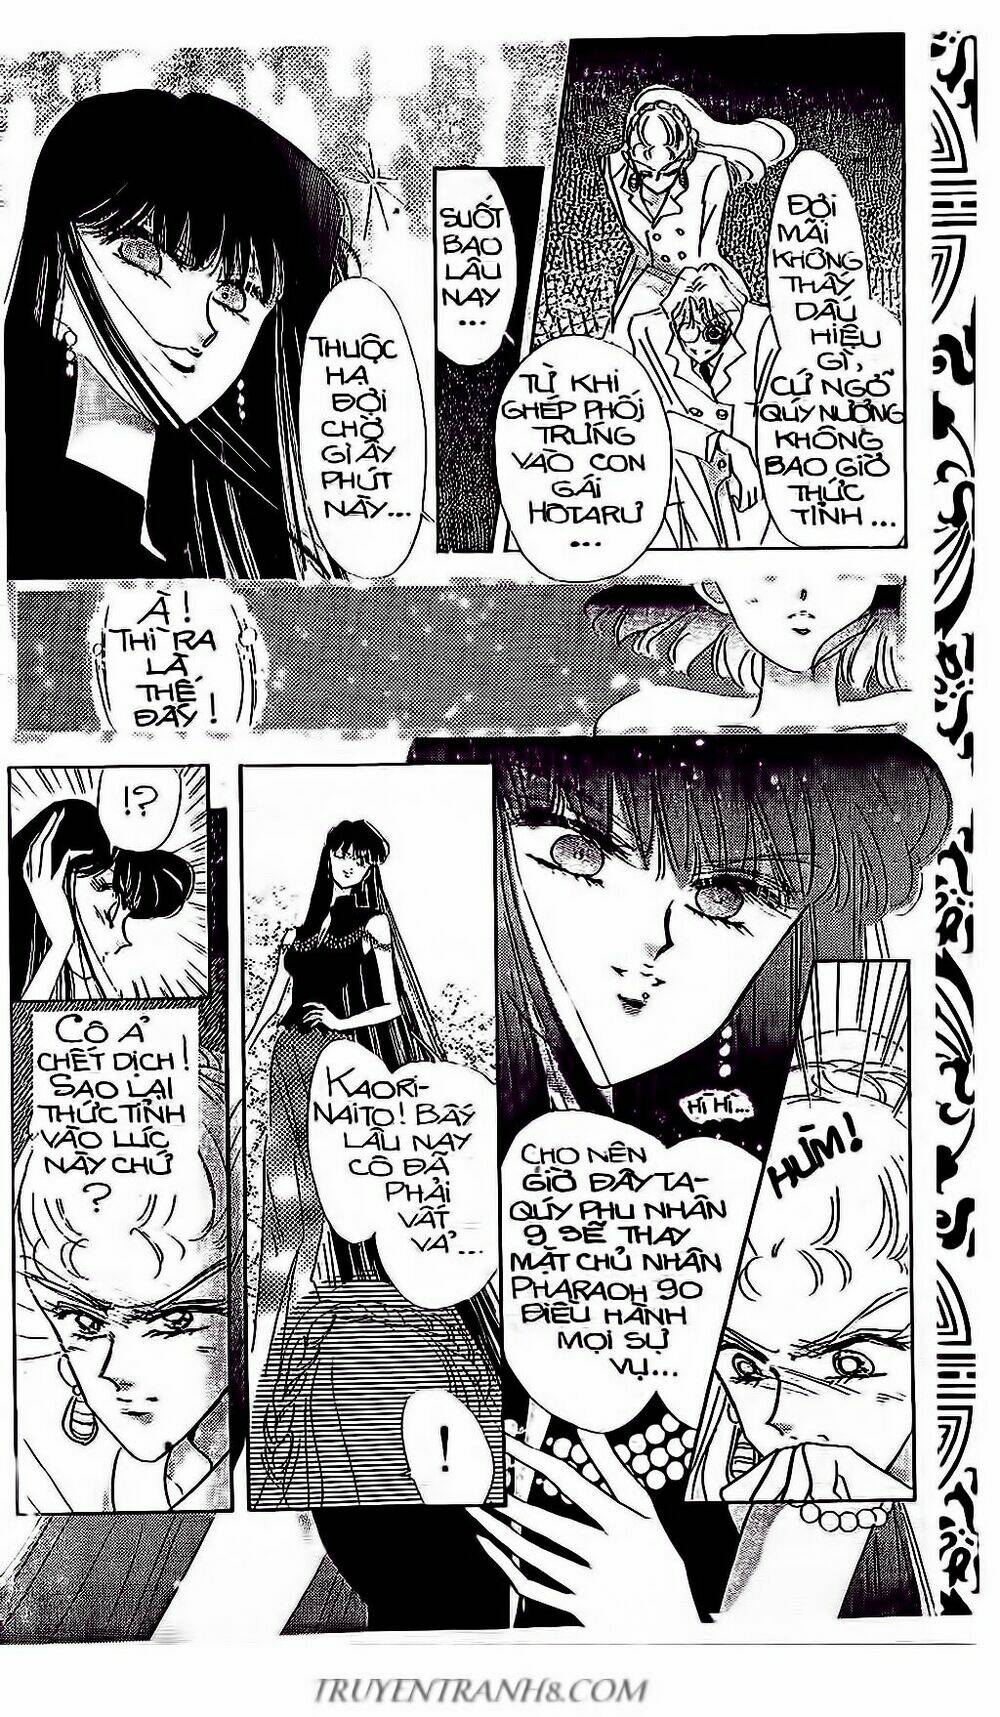 ĐỢI
MÃI
KHÔNG
THẤY
DẤU
HIỆU
GÌ,
CỨ NGỠ
QUÝ NƯƠNG
KHÔNG
BAO GIỜ
THỨC
TỈNH...
TỪ KHI
GHÉP PHÔI
TRỨNG
VÀO CON
GÁI
HOTARU
...
SUỐT
BAO
LÂU
NAY
...
THUỘC
HẠ
ĐỢI
CHỜ
GIÂY
PHÚT
NÀY...
À!
THÌ RA
LÀ
THẾ
ĐẤY!
HÌ HÌ...
CHO NÊN
GIỜ ĐÂY TA-
QÚY PHU NHÂN
9 SẼ THAY
MẶT CHỦ NHÂN
PHARAOH 90
ĐIỀU HÀNH
MỌI SỰ
VỤ...
HỪM!
KAORI-
NAITO! BẤY
LÂU NAY
CÔ ĐÃ
PHẢI
VẤT
VẢ...
!
!?
CÔ Ả
CHẾT DỊCH!
SAO LẠI
THỨC TỈNH
VÀO LÚC
NÀY CHỨ
?
TRUYENTRANH8.COM